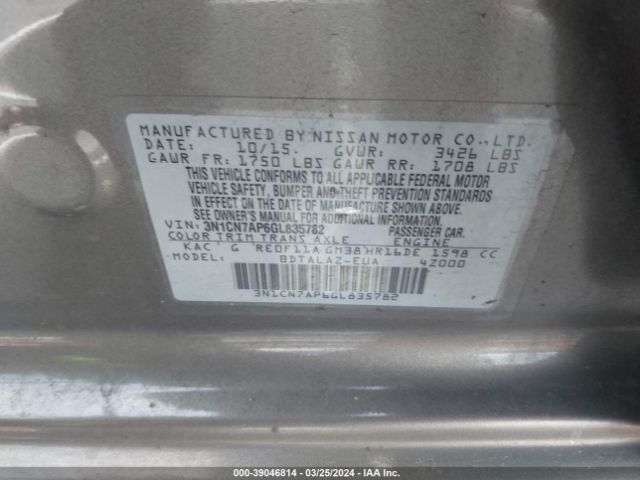 MANUFACTURED BY NISSAN MOTOR CO., LTD.
DATE: 10/15. GVWR: 3426 LBS
GAWR FR: 1750 LBS GAWR RR: 1708 LBS
THIS VEHICLE CONFORMS TO ALL APPLICABLE FEDERAL MOTOR
VEHICLE SAFETY, BUMPER AND THEFT PREVENTION STANDARDS
IN EFFECT ON THE DATE OF MANUFACTURE SHOWN ABOVE.
SEE OWNER'S MANUAL FOR ADDITIONAL INFORMATION.
VIN: 3N1CN7AP6GL835782 PASSENGER CAR.
COLOR TRIM TRANS AXLE ENGINE
KAC G RE0F11A GM38 HR16DE 1598 CC
MODEL: BDTALAZ-EUA 4Z000
3N1CN7AP6GL835782
000-39046814 - 03/25/2024 - IAA Inc.